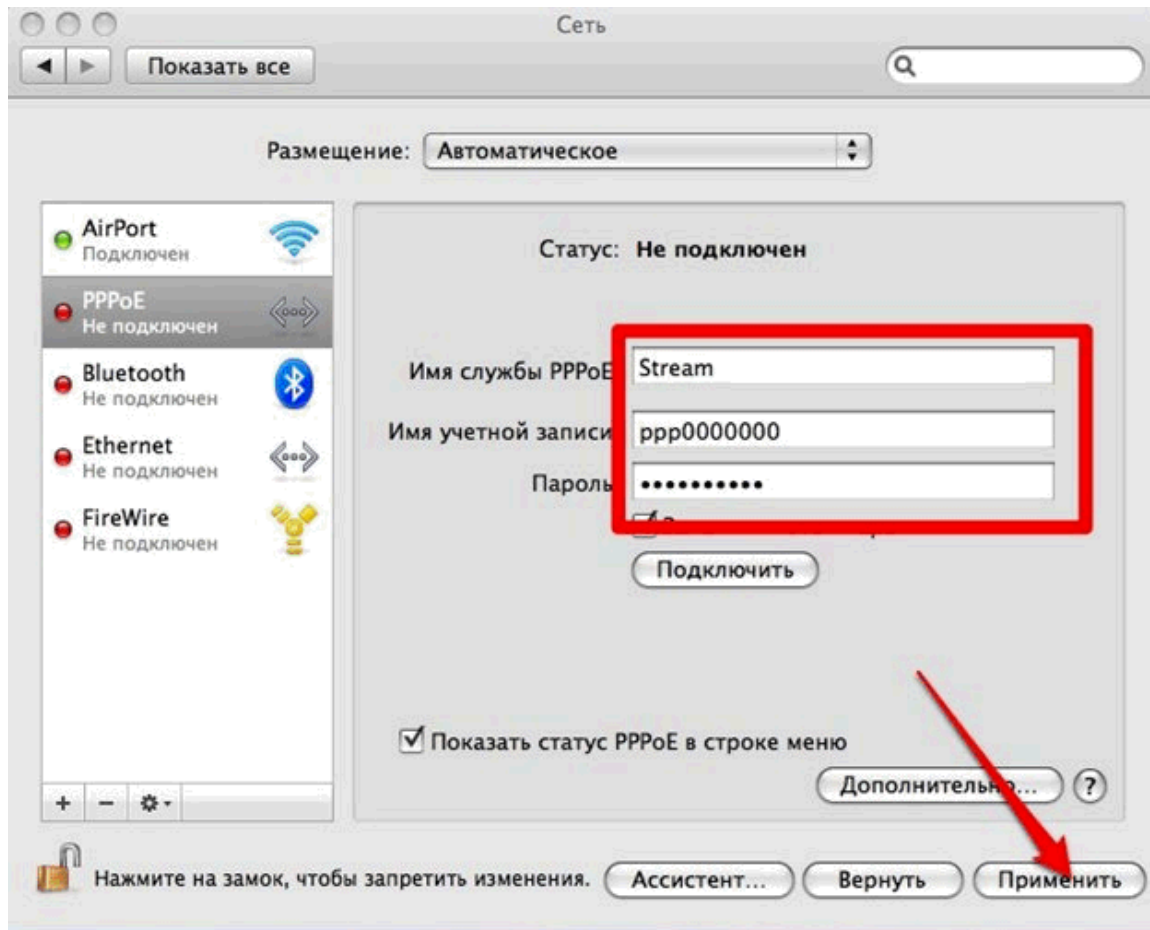 Сеть
Показать все
Размещение: Автоматическое
AirPort
Подключен
PPPoE
Не подключен
Bluetooth
Не подключен
Ethernet
Не подключен
FireWire
Не подключен
Статус: Не подключен
Имя службы PPPoE Stream
Имя учетной записи ppp0000000
Пароль ••••••••••
Подключить
Показать статус PPPoE в строке меню
Дополнительно... ?
Нажмите на замок, чтобы запретить изменения. Ассистент... Вернуть Применить